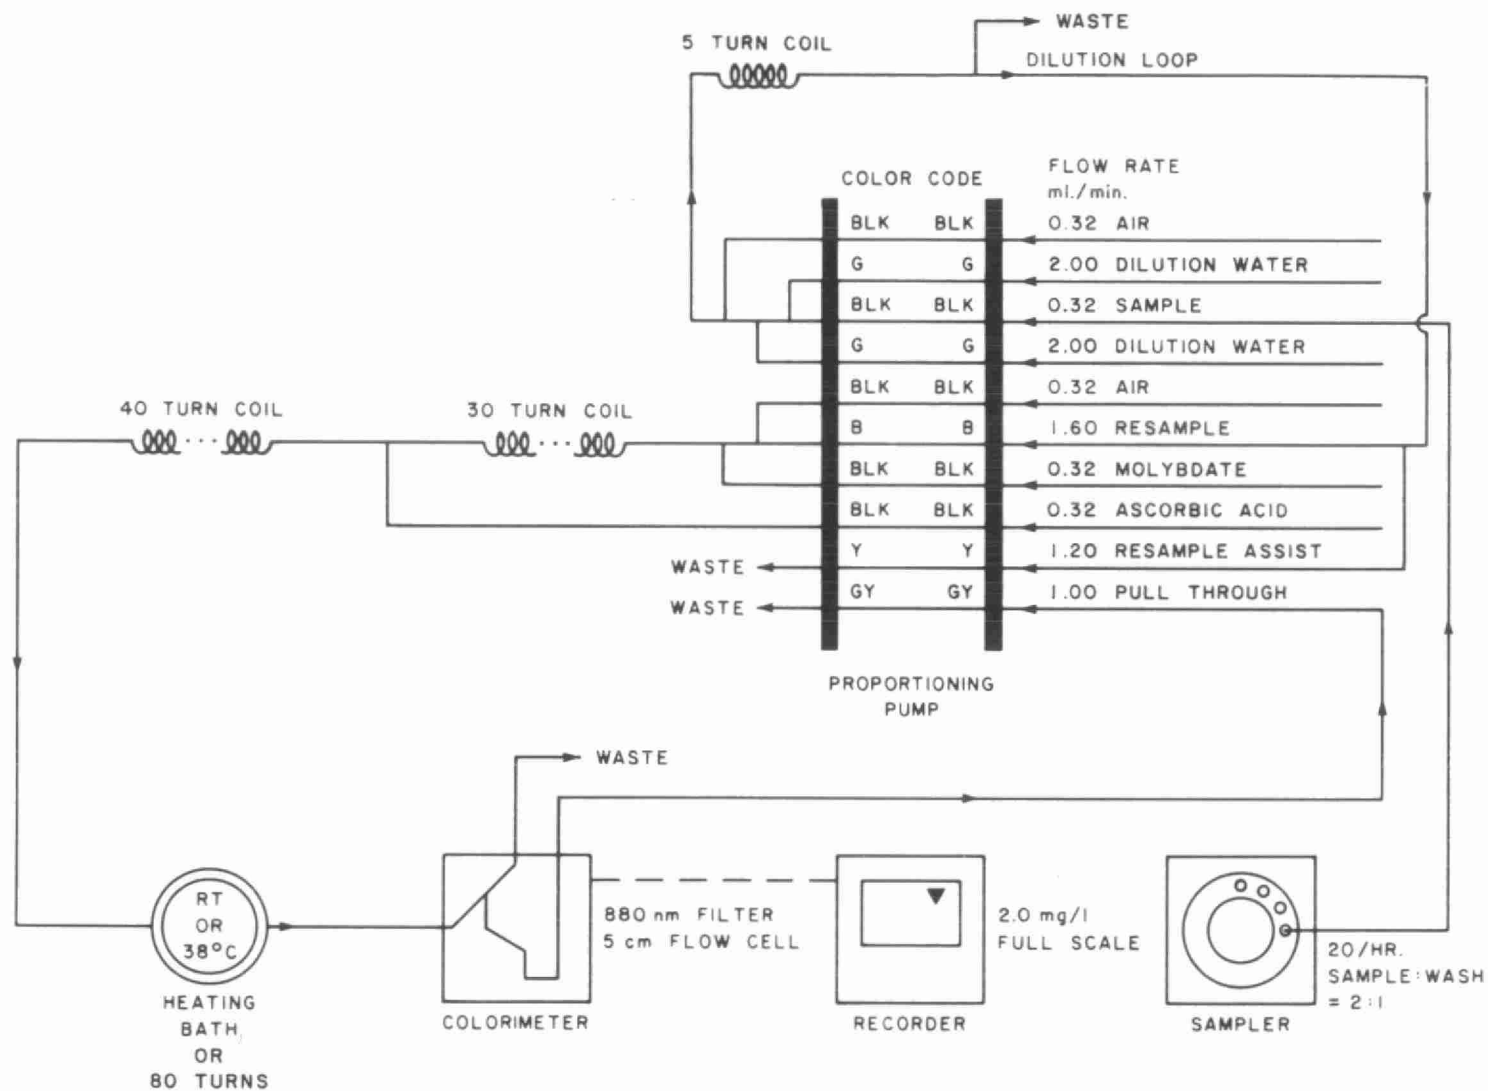 WASTE
5 TURN COIL
DILUTION LOOP
FLOW RATE
ml./min.
COLOR CODE
BLK BLK 0.32 AIR
G G 2.00 DILUTION WATER
BLK BLK 0.32 SAMPLE
G G 2.00 DILUTION WATER
BLK BLK 0.32 AIR
40 TURN COIL
30 TURN COIL
B B 1.60 RESAMPLE
BLK BLK 0.32 MOLYBDATE
BLK BLK 0.32 ASCORBIC ACID
WASTE Y Y 1.20 RESAMPLE ASSIST
WASTE GY GY 1.00 PULL THROUGH
PROPORTIONING
PUMP
WASTE
RT
OR
38°C
HEATING
BATH
OR
80 TURNS
COLORIMETER
880 nm FILTER
5 cm FLOW CELL
RECORDER
2.0 mg/l
FULL SCALE
SAMPLER
20/HR.
SAMPLE:WASH
= 2:1